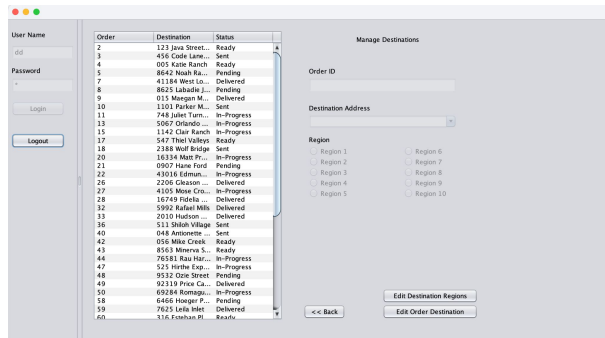 User Name
dd
Password
*
Login
Logout
Order Destination Status
2 123 Java Street... Ready
3 456 Code Lane... Sent
4 005 Katie Ranch Ready
5 8642 Noah Ra... Pending
7 41184 West Lo... Delivered
8 8625 Labadie J... Pending
9 015 Maegan M... Delivered
10 1101 Parker M... Sent
11 748 Juliet Turn... In-Progress
13 5067 Orlando ... In-Progress
15 1142 Clair Ranch In-Progress
17 547 Thiel Valleys Ready
18 2388 Wolf Bridge Sent
20 16334 Matt Pr... In-Progress
21 0907 Hane Ford Pending
22 43016 Edmun... In-Progress
26 2206 Gleason ... Delivered
27 4105 Mose Cro... In-Progress
28 16749 Fidelia ... Delivered
32 5992 Rafael Mills Delivered
33 2010 Hudson ... Delivered
36 511 Shiloh Village Sent
40 048 Antionette ... Sent
42 056 Mike Creek Ready
43 8563 Minerva S... Ready
44 76581 Rau Har... In-Progress
47 525 Hirthe Exp... In-Progress
48 9532 Ozie Street Pending
49 92319 Price Ca... Delivered
50 69284 Romagu... In-Progress
58 6466 Hoeger P... Pending
59 7625 Leila Inlet Delivered
60 316 Esteban Pl... Ready
Manage Destinations
Order ID
Destination Address
Region
Region 1 Region 6
Region 2 Region 7
Region 3 Region 8
Region 4 Region 9
Region 5 Region 10
Edit Destination Regions
<< Back Edit Order Destination